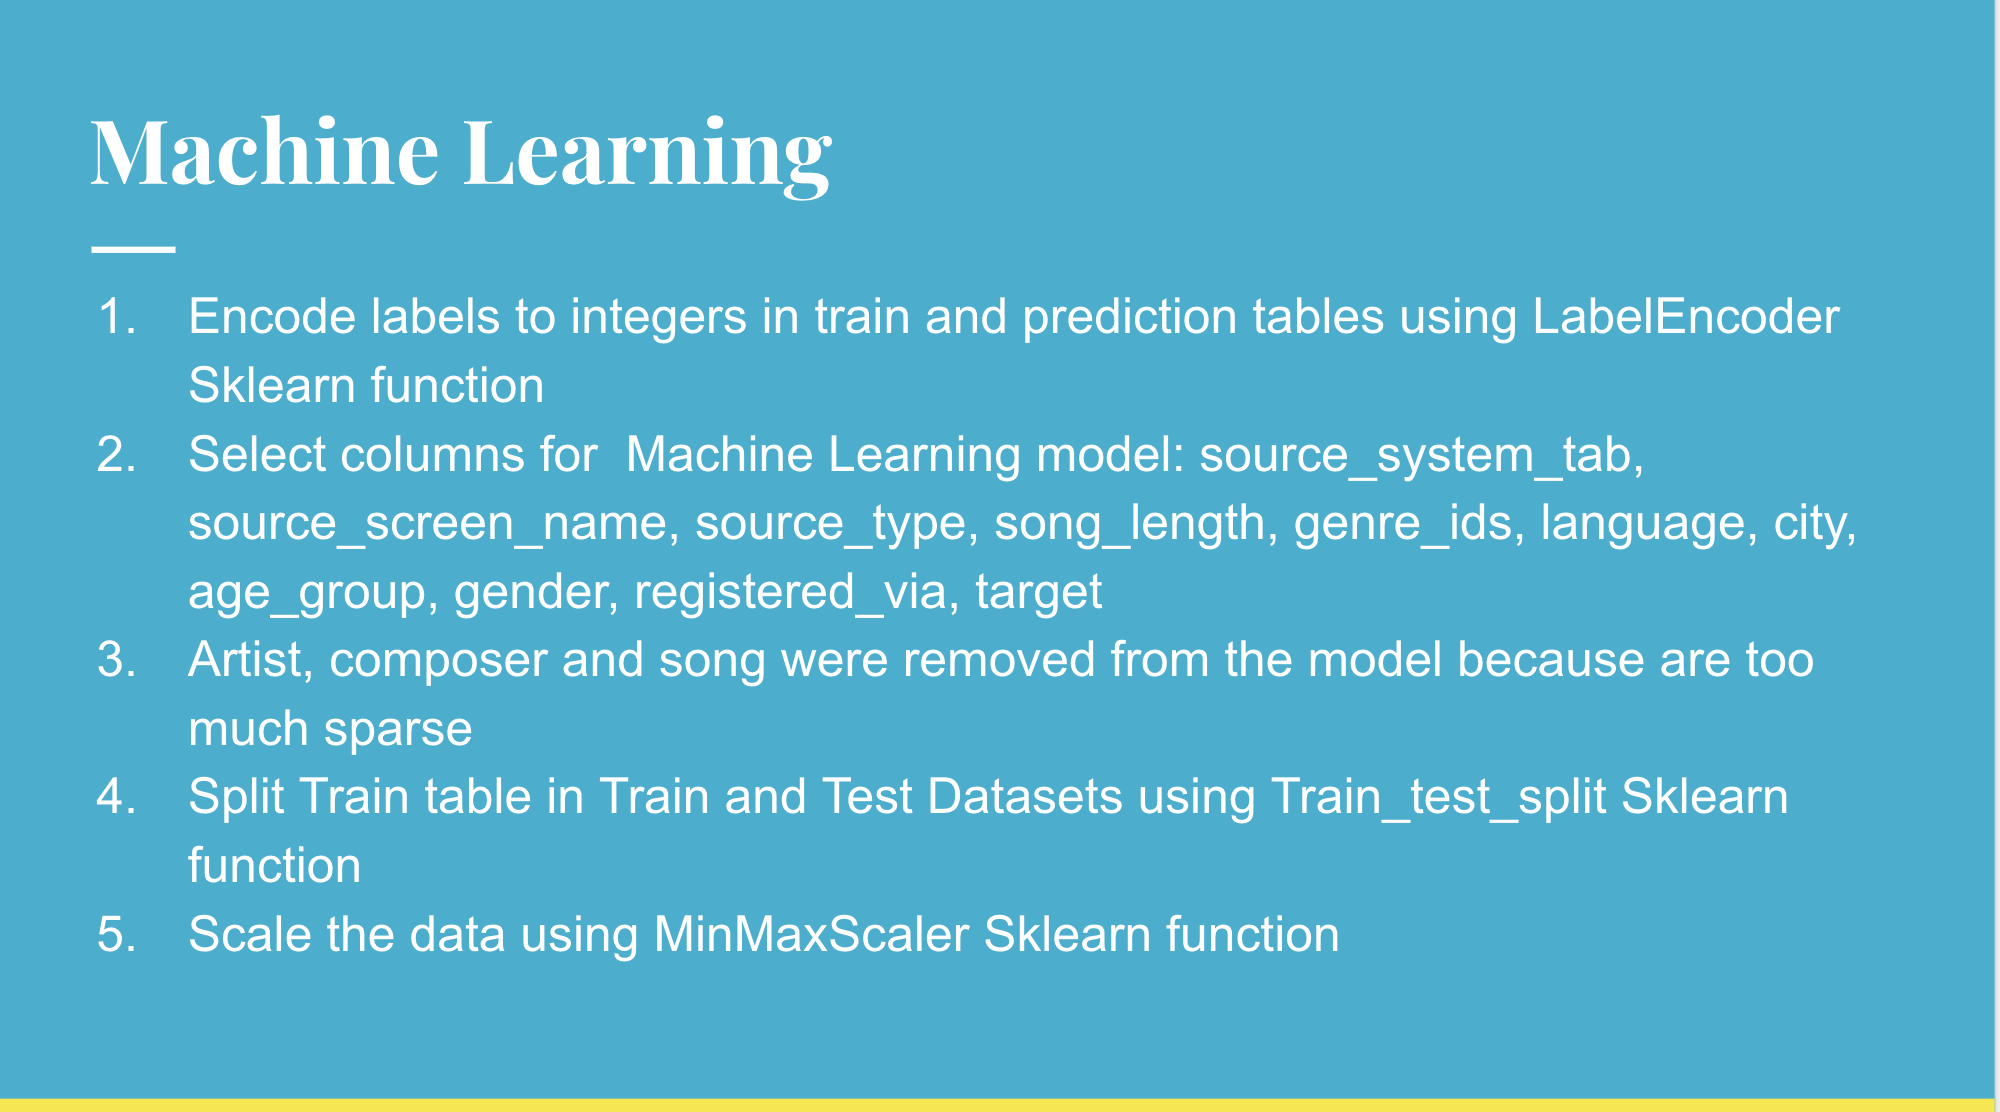 Machine Learning
1. Encode labels to integers in train and prediction tables using LabelEncoder
Sklearn function
2. Select columns for  Machine Learning model: source_system_tab,
source_screen_name, source_type, song_length, genre_ids, language, city,
age_group, gender, registered_via, target
3. Artist, composer and song were removed from the model because are too
much sparse
4. Split Train table in Train and Test Datasets using Train_test_split Sklearn
function
5. Scale the data using MinMaxScaler Sklearn function